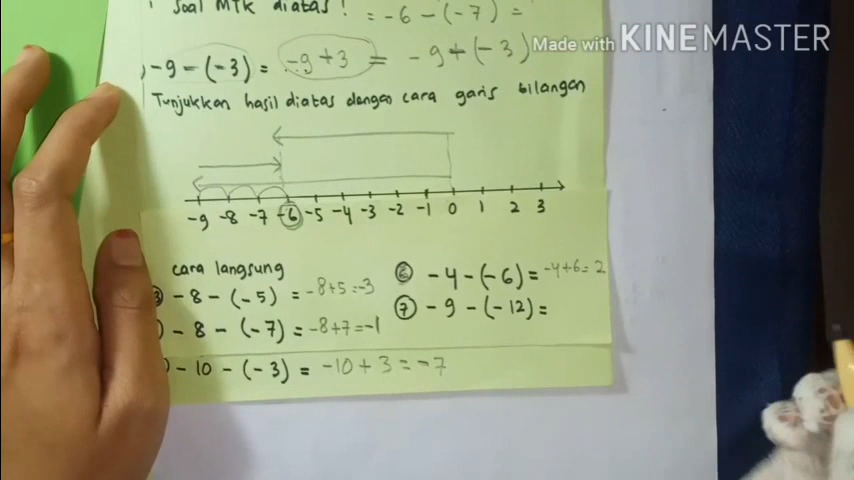 Soal MTK diatas! = -6 - (-7) =
-9 - (-3) = -9 + 3 = -9 + (-3)
Made with KINEMASTER
Tunjukkan hasil diatas dengan cara garis bilangan
-9 -8 -7 -6 -5 -4 -3 -2 -1 0 1 2 3
cara langsung
-8 - (-5) = -8+5 = -3
-8 - (-7) = -8+7 = -1
-10 - (-3) = -10 + 3 = -7
⑥ -4 - (-6) = -4+6 = 2
⑦ -9 - (-12) =